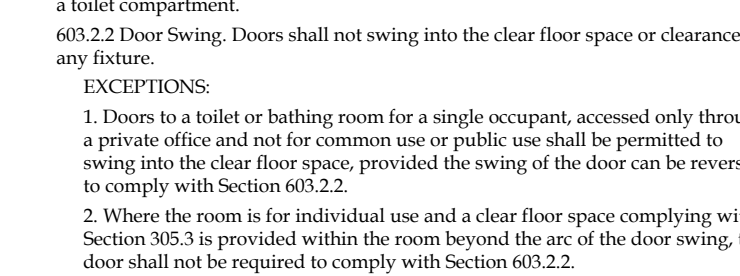 a toilet compartment.
603.2.2 Door Swing. Doors shall not swing into the clear floor space or clearance
any fixture.
EXCEPTIONS:
1. Doors to a toilet or bathing room for a single occupant, accessed only
a private office and not for common use or public use shall be permitted to
swing into the clear floor space, provided the swing of the door can be
to comply with Section 603.2.2.
2. Where the room is for individual use and a clear floor space complying
Section 305.3 is provided within the room beyond the arc of the door swing,
door shall not be required to comply with Section 603.2.2.